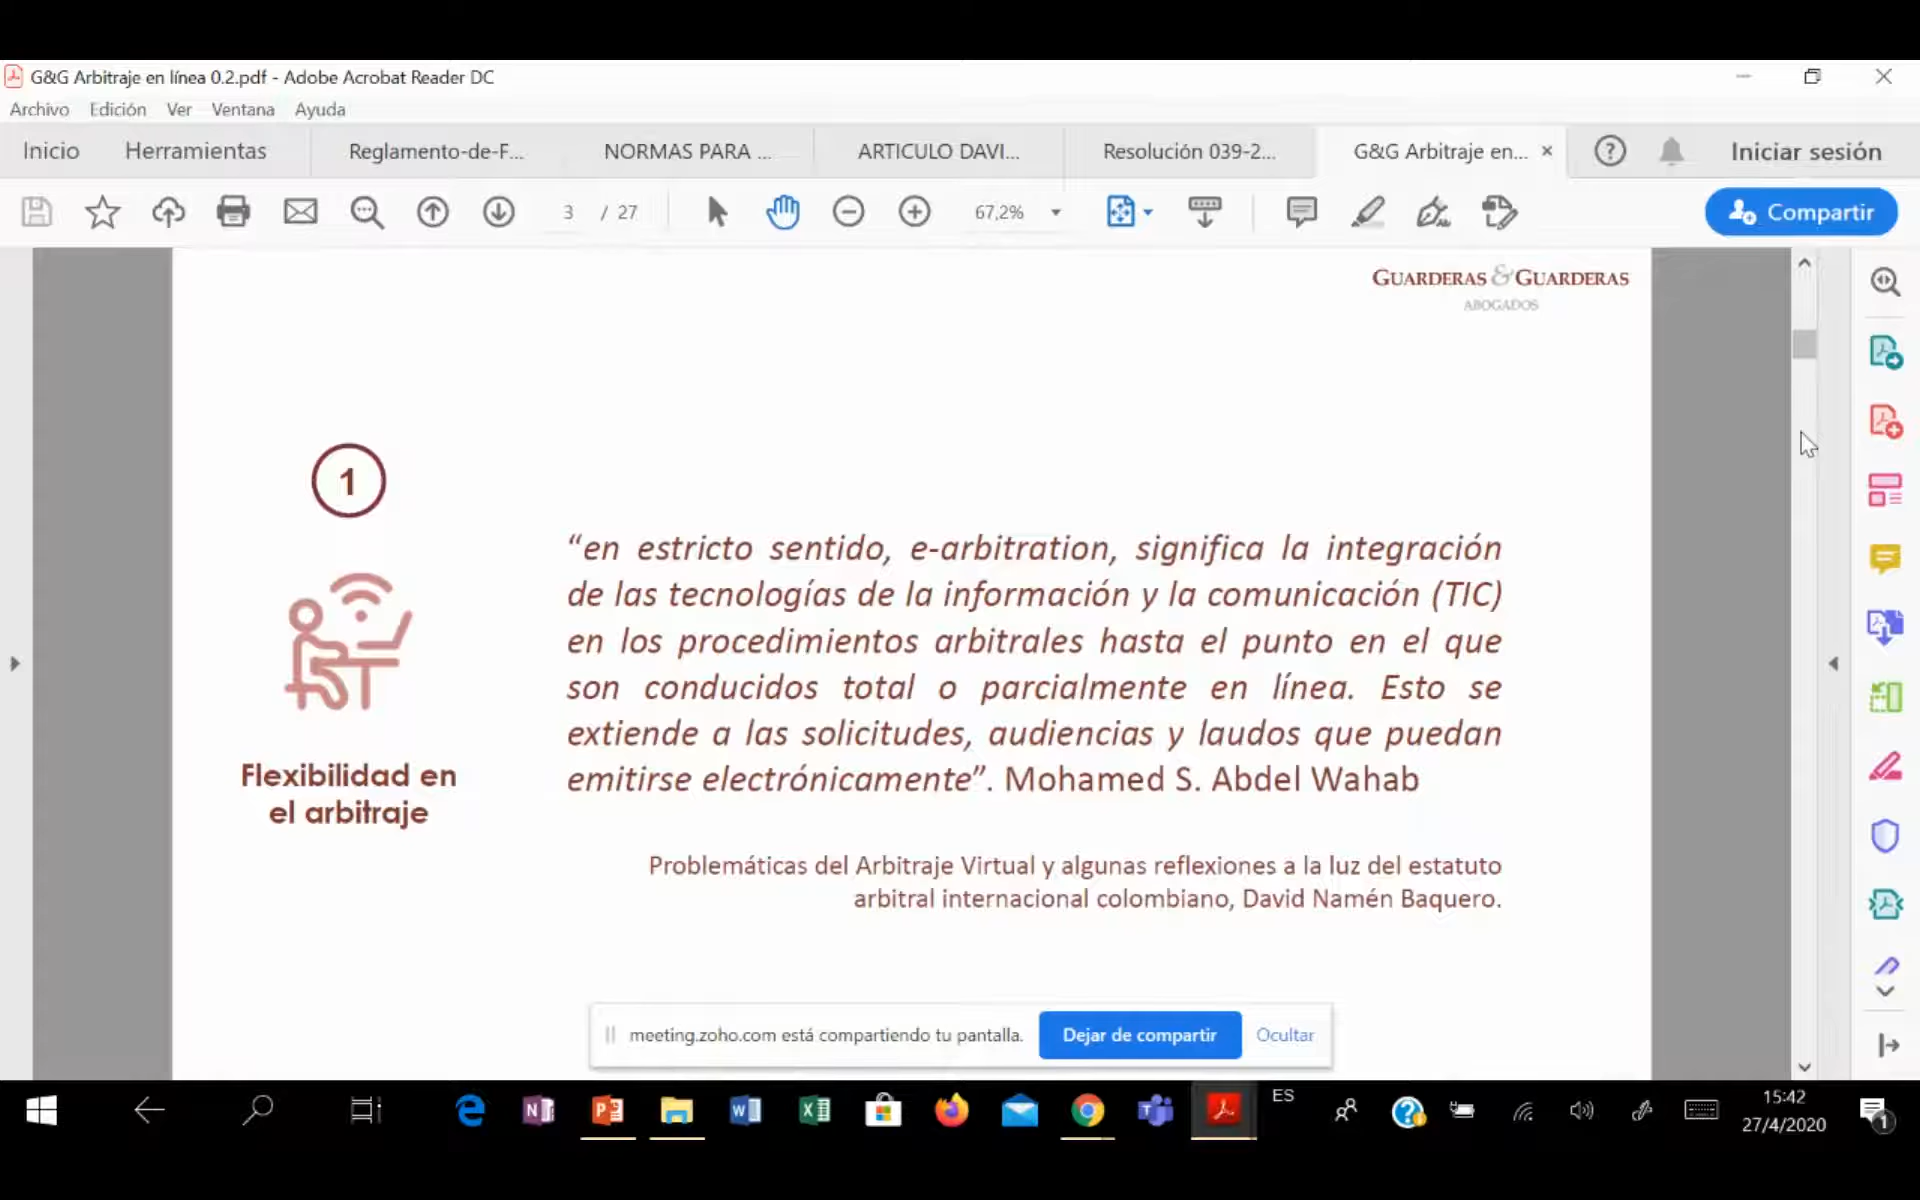 G&G Arbitraje en línea 0.2.pdf - Adobe Acrobat Reader DC
Archivo Edición Ver Ventana Ayuda
Inicio Herramientas Reglamento-de-F... NORMAS PARA ... ARTICULO DAVI... Resolución 039-2... G&G Arbitraje en... × Iniciar sesión
3 / 27 67,2% Compartir
GUARDERAS & GUARDERAS
ABOGADOS
1
Flexibilidad en
el arbitraje
“en estricto sentido, e-arbitration, significa la integración
de las tecnologías de la información y la comunicación (TIC)
en los procedimientos arbitrales hasta el punto en el que
son conducidos total o parcialmente en línea. Esto se
extiende a las solicitudes, audiencias y laudos que puedan
emitirse electrónicamente”. Mohamed S. Abdel Wahab
Problemáticas del Arbitraje Virtual y algunas reflexiones a la luz del estatuto
arbitral internacional colombiano, David Namén Baquero.
meeting.zoho.com está compartiendo tu pantalla. Dejar de compartir Ocultar
ES
15:42
27/4/2020
1